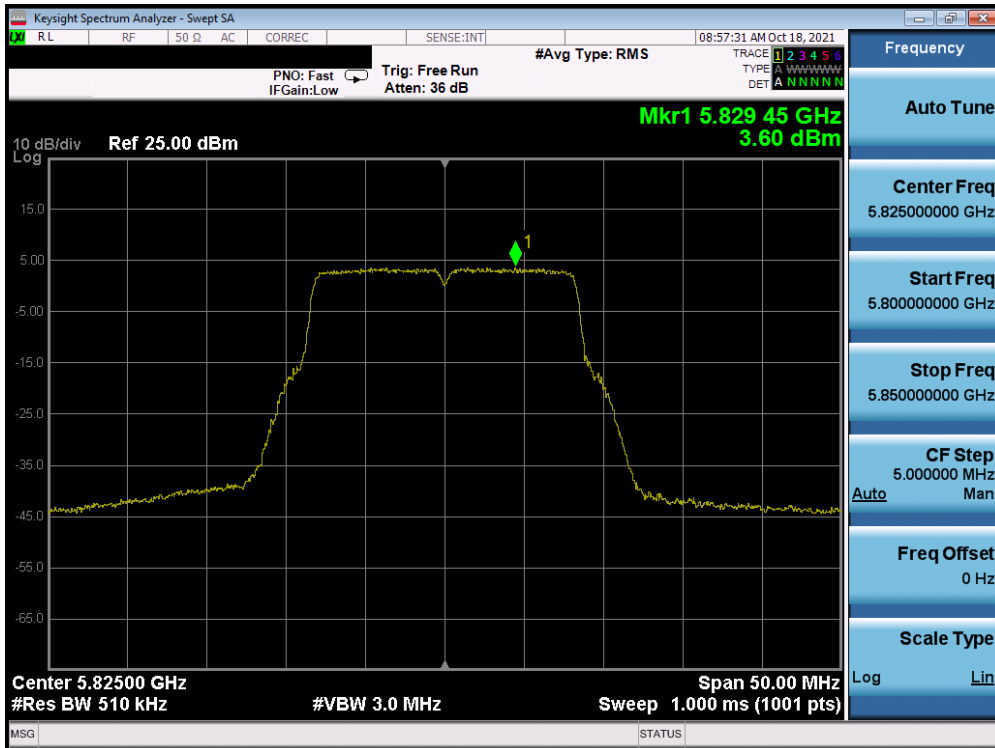 Keysight Spectrum Analyzer - Swept SA
LXI RL RF 50 Ω AC CORREC SENSE:INT 08:57:31 AM Oct 18, 2021
#Avg Type: RMS
TRACE 1 2 3 4 5 6
PNO: Fast Trig: Free Run TYPE A WWWWW
IFGain:Low Atten: 36 dB DET A N N N N N
Mkr1 5.829 45 GHz
3.60 dBm
10 dB/div Ref 25.00 dBm
Log
15.0
1
5.00
-5.00
-15.0
-25.0
-35.0
-45.0
-55.0
-65.0
Center 5.82500 GHz Span 50.00 MHz
#Res BW 510 kHz #VBW 3.0 MHz Sweep 1.000 ms (1001 pts)
MSG STATUS
Frequency
Auto Tune
Center Freq
5.825000000 GHz
Start Freq
5.800000000 GHz
Stop Freq
5.850000000 GHz
CF Step
5.000000 MHz
Auto Man
Freq Offset
0 Hz
Scale Type
Log Lin